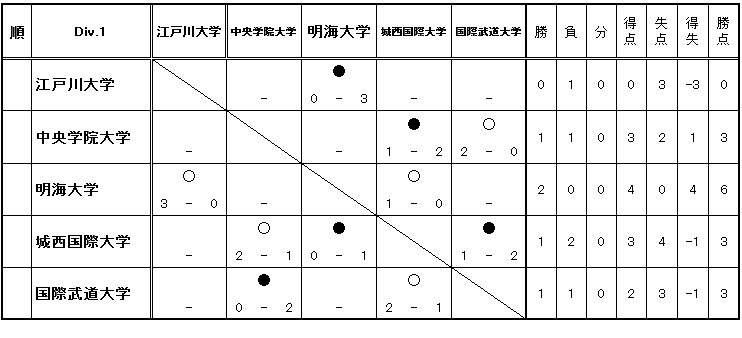 順 Div.1 江戸川大学 中央学院大学 明海大学 城西国際大学 国際武道大学 勝 負 分 得点 失点 得失 勝点
江戸川大学 - ● 0 - 3 - - 0 1 0 0 3 -3 0
中央学院大学 - - ● 1 - 2 ○ 2 - 0 1 1 0 3 2 1 3
明海大学 ○ 3 - 0 - ○ 1 - 0 - 2 0 0 4 0 4 6
城西国際大学 - ○ 2 - 1 ● 0 - 1 ● 1 - 2 1 2 0 3 4 -1 3
国際武道大学 - ● 0 - 2 - ○ 2 - 1 1 1 0 2 3 -1 3